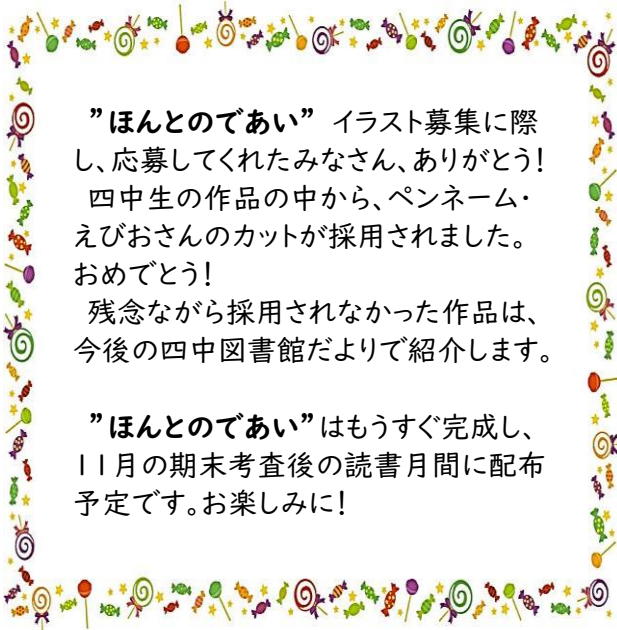 ”ほんとのであい” イラスト募集に際
し、応募してくれたみなさん、ありがとう!
四中生の作品の中から、ペンネーム・
えびおさんのカットが採用されました。
おめでとう!
残念ながら採用されなかった作品は、
今後の四中図書館だよりで紹介します。
”ほんとのであい”はもうすぐ完成し、
11月の期末考査後の読書月間に配布
予定です。お楽しみに!